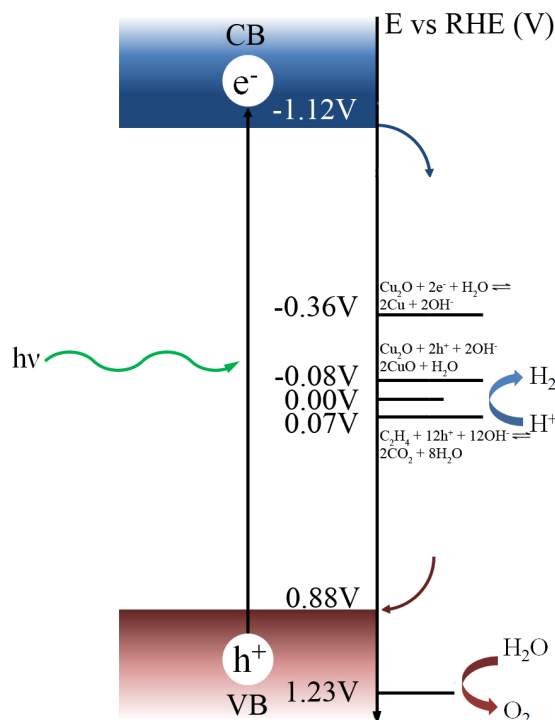 CB
E vs RHE (V)
e⁻
-1.12V
Cu₂O + 2e⁻ + H₂O ⇌
2Cu + 2OH⁻
-0.36V
hν
Cu₂O + 2h⁺ + 2OH⁻
2CuO + H₂O
-0.08V
H₂
0.00V
0.07V
H⁺
C₂H₄ + 12h⁺ + 12OH⁻ ⇌
2CO₂ + 8H₂O
0.88V
h⁺
H₂O
VB
1.23V
O₂